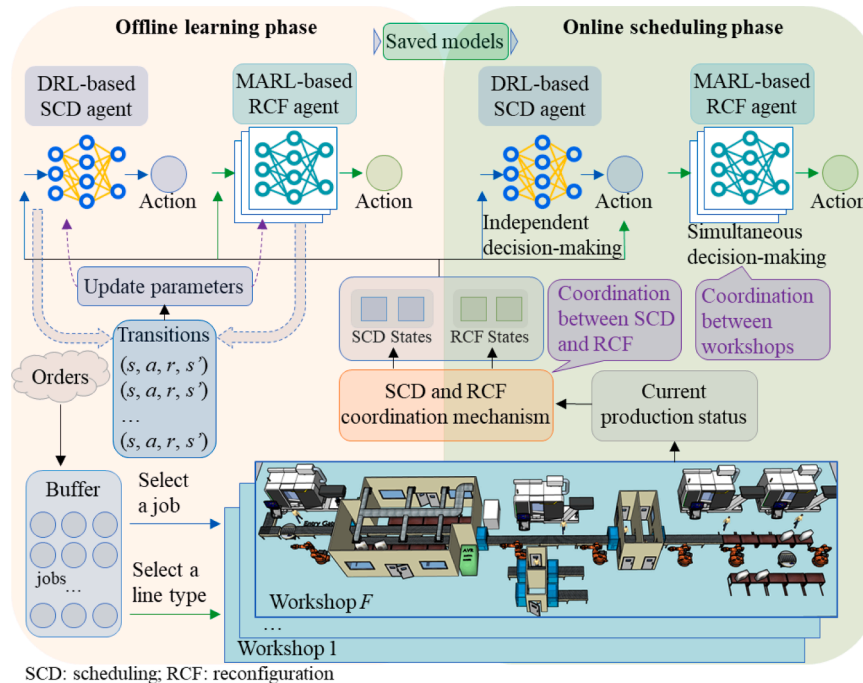 Offline learning phase
Saved models
Online scheduling phase
DRL-based
SCD agent
MARL-based
RCF agent
DRL-based
SCD agent
MARL-based
RCF agent
Action
Action
Action
Action
Independent
decision-making
Simultaneous
decision-making
Update parameters
Transitions
(s, a, r, s’)
(s, a, r, s’)
…
(s, a, r, s’)
SCD States
RCF States
Coordination
between SCD
and RCF
Coordination
between
workshops
Orders
SCD and RCF
coordination mechanism
Current
production status
Buffer
jobs
…
Select
a job
Select a
line type
Workshop F
…
Workshop 1
SCD: scheduling; RCF: reconfiguration